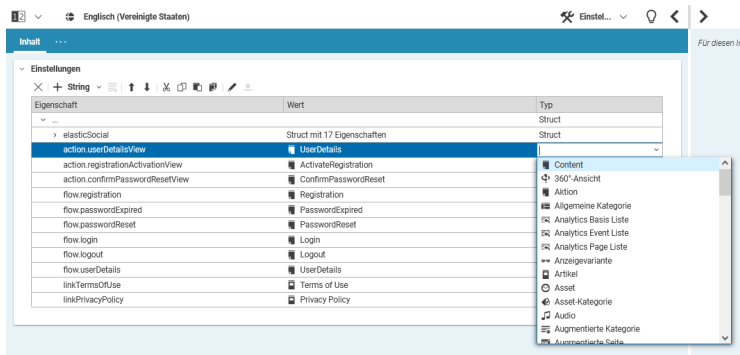 12 Englisch (Vereinigte Staaten) Einstel...
Inhalt ...
Für diesen I
Einstellungen
String
Eigenschaft Wert Typ
... Struct
elasticSocial Struct mit 17 Eigenschaften Struct
action.userDetailsView UserDetails
action.registrationActivationView ActivateRegistration
action.confirmPasswordResetView ConfirmPasswordReset
flow.registration Registration
flow.passwordExpired PasswordExpired
flow.passwordReset PasswordReset
flow.login Login
flow.logout Logout
flow.userDetails UserDetails
linkTermsOfUse Terms of Use
linkPrivacyPolicy Privacy Policy
Content
360°-Ansicht
Aktion
Allgemeine Kategorie
Analytics Basis Liste
Analytics Event Liste
Analytics Page Liste
Anzeigevariante
Artikel
Asset
Asset-Kategorie
Audio
Augmentierte Kategorie
Augmentierte Seite